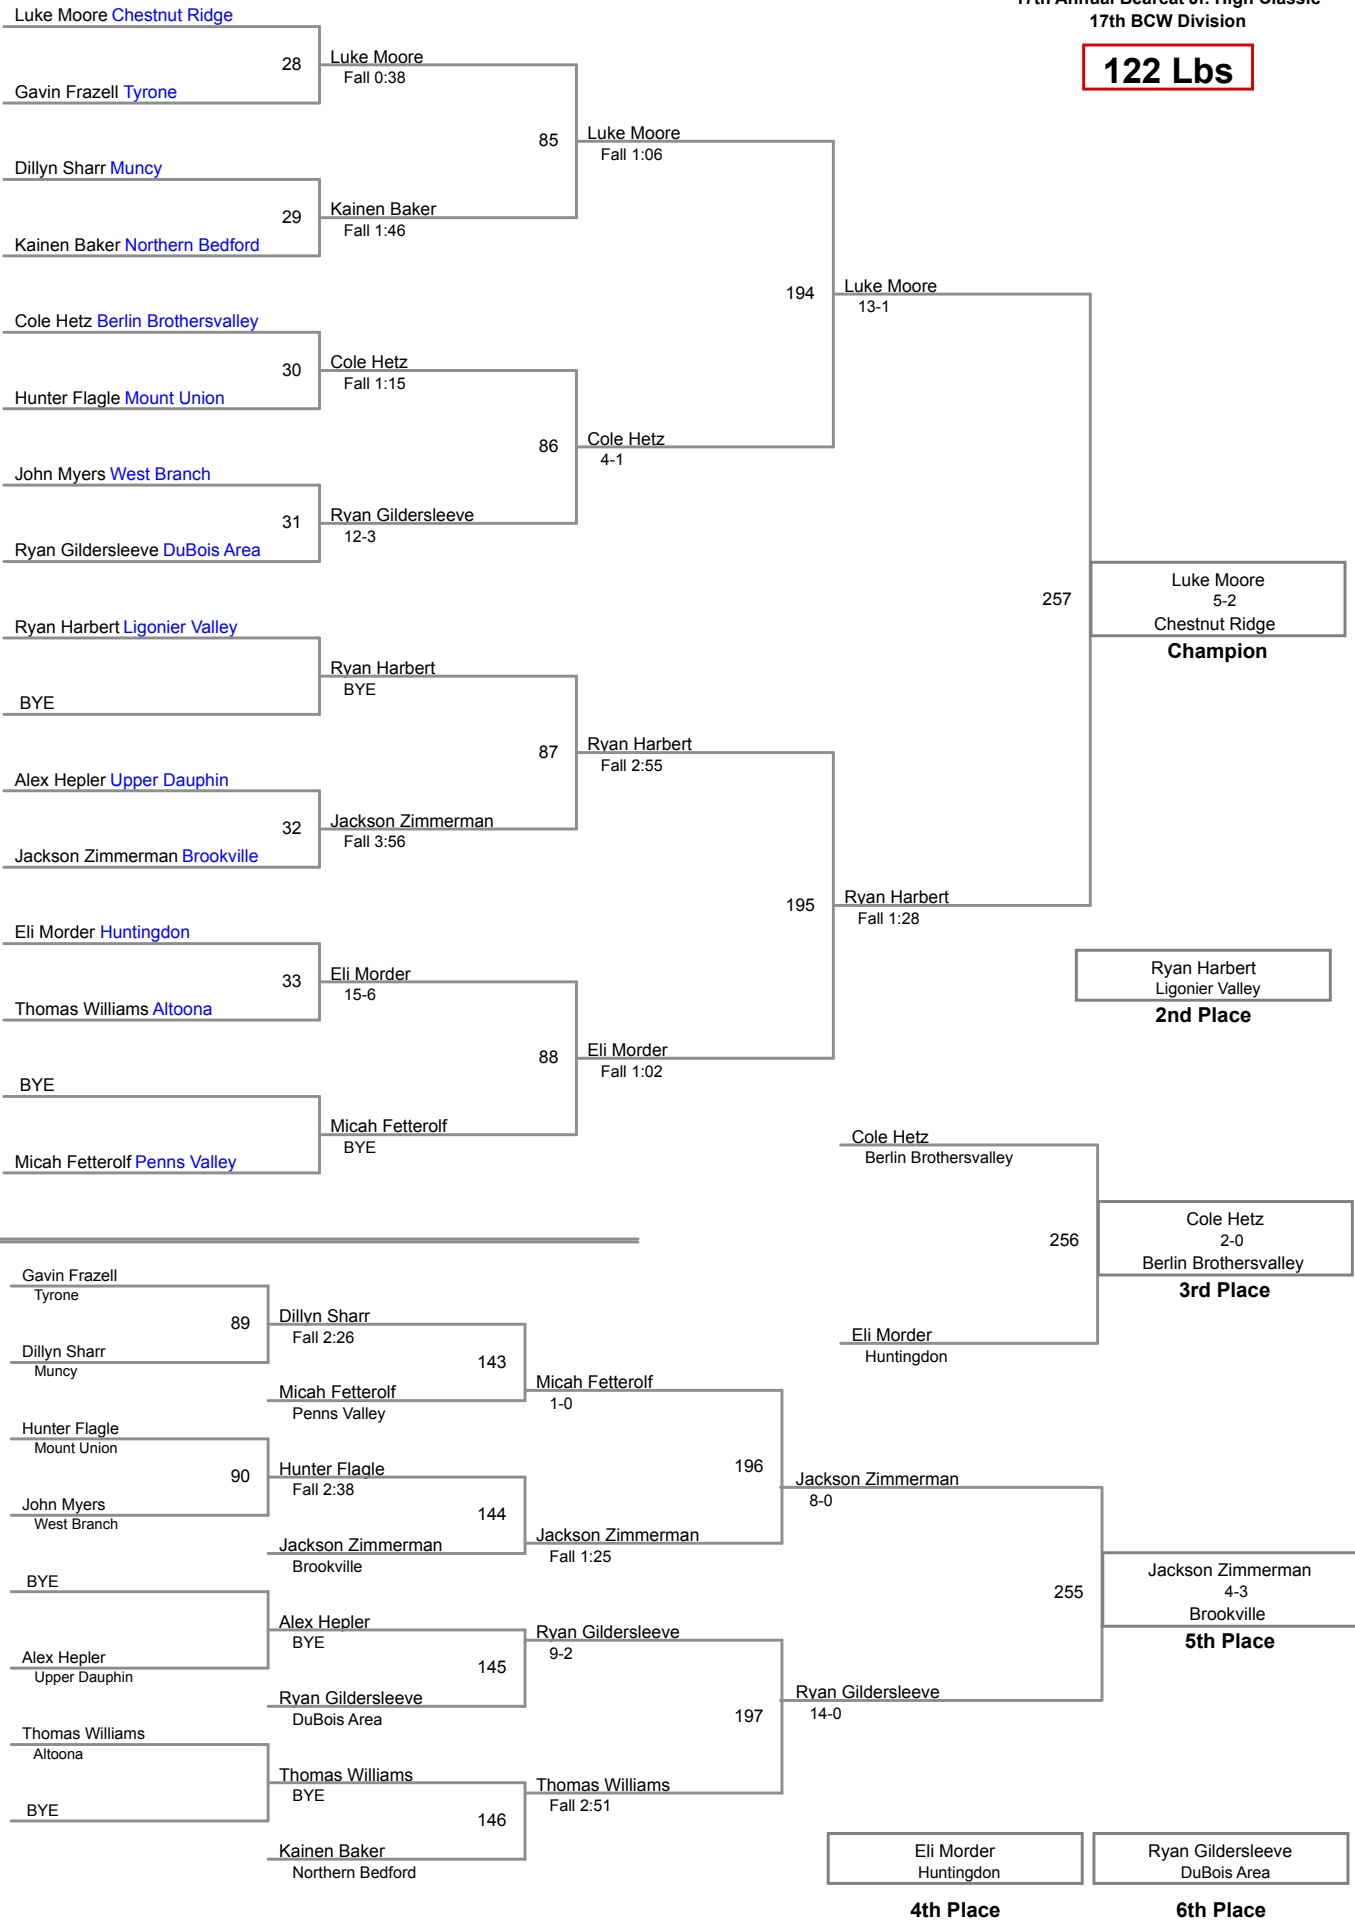 17th Annual Bearcat Jr. High Classic
17th BCW Division
122 Lbs
Luke Moore Chestnut Ridge
28
Gavin Frazell Tyrone
Luke Moore
Fall 0:38
Dillyn Sharr Muncy
29
Kainen Baker Northern Bedford
Kainen Baker
Fall 1:46
85
Luke Moore
Fall 1:06
Cole Hetz Berlin Brothersvalley
30
Hunter Flagle Mount Union
Cole Hetz
Fall 1:15
John Myers West Branch
31
Ryan Gildersleeve DuBois Area
Ryan Gildersleeve
12-3
86
Cole Hetz
4-1
194
Luke Moore
13-1
Ryan Harbert Ligonier Valley
BYE
Ryan Harbert
BYE
Alex Hepler Upper Dauphin
32
Jackson Zimmerman Brookville
Jackson Zimmerman
Fall 3:56
87
Ryan Harbert
Fall 2:55
Eli Morder Huntingdon
33
Thomas Williams Altoona
Eli Morder
15-6
BYE
Micah Fetterolf Penns Valley
Micah Fetterolf
BYE
88
Eli Morder
Fall 1:02
195
Ryan Harbert
Fall 1:28
257
Luke Moore
5-2
Chestnut Ridge
Champion
Ryan Harbert
Ligonier Valley
2nd Place
Cole Hetz
Berlin Brothersvalley
256
Eli Morder
Huntingdon
Cole Hetz
2-0
Berlin Brothersvalley
3rd Place
Gavin Frazell
Tyrone
89
Dillyn Sharr
Muncy
Dillyn Sharr
Fall 2:26
143
Micah Fetterolf
Penns Valley
Micah Fetterolf
1-0
Hunter Flagle
Mount Union
90
John Myers
West Branch
Hunter Flagle
Fall 2:38
144
Jackson Zimmerman
Brookville
Jackson Zimmerman
Fall 1:25
196
Jackson Zimmerman
8-0
BYE
Alex Hepler
Upper Dauphin
Alex Hepler
BYE
145
Ryan Gildersleeve
DuBois Area
Ryan Gildersleeve
9-2
Thomas Williams
Altoona
BYE
Thomas Williams
BYE
146
Kainen Baker
Northern Bedford
Thomas Williams
Fall 2:51
197
Ryan Gildersleeve
14-0
255
Jackson Zimmerman
4-3
Brookville
5th Place
Eli Morder
Huntingdon
4th Place
Ryan Gildersleeve
DuBois Area
6th Place